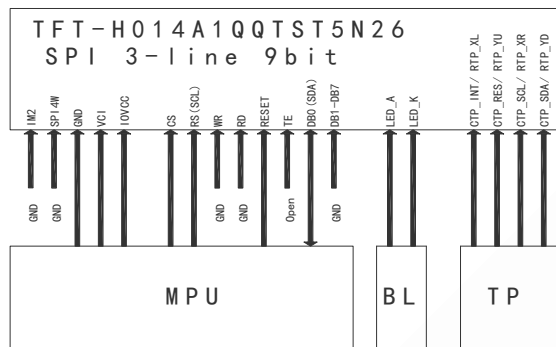 TFT-H014A1QQTST5N26
SPI 3-line 9bit
IM2
SPI4W
GND
VCI
IOVCC
CS
RS(SCL)
WR
RD
RESET
TE
DB0(SDA)
DB1-DB7
LED_A
LED_K
CTP_INT/ RTP_XL
CTP_RES/ RTP_YU
CTP_SCL/ RTP_XR
CTP_SDA/ RTP_YD
GND
GND
GND
GND
Open
GND
MPU
BL
TP